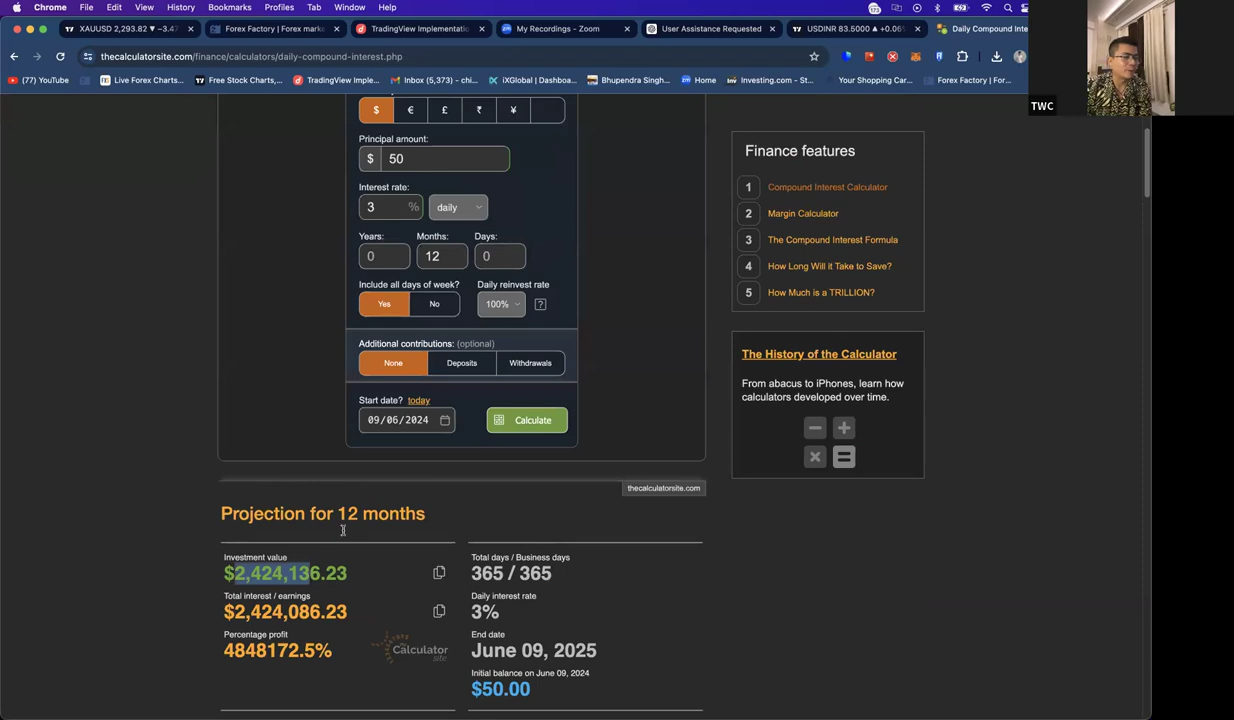 Chrome File Edit View History Bookmarks Profiles Tab Window Help
XAUUSD 2,293.82 ▼ −3.47
Forex Factory | Forex mark
TradingView Implementatio
My Recordings - Zoom
User Assistance Requested
USDINR 83.5000 ▲ +0.06%
Daily Compound Inte
thecalculatorsite.com/finance/calculators/daily-compound-interest.php
(77) YouTube
Live Forex Charts,...
Free Stock Charts,...
TradingView Imple...
Inbox (5,373) - chi...
iXGlobal | Dashboa...
Bhupendra Singh...
Home
Investing.com - St...
Your Shopping Car...
Forex Factory | For...
TWC
$ € £ ₹ ¥
Principal amount:
$ 50
Interest rate:
3 % daily
Years: Months: Days:
0 12 0
Include all days of week? Daily reinvest rate
Yes No 100% ?
Additional contributions: (optional)
None Deposits Withdrawals
Start date? today
09/06/2024 Calculate
Finance features
1 Compound Interest Calculator
2 Margin Calculator
3 The Compound Interest Formula
4 How Long Will it Take to Save?
5 How Much is a TRILLION?
The History of the Calculator
From abacus to iPhones, learn how
calculators developed over time.
− +
× =
thecalculatorsite.com
Projection for 12 months
Investment value
$2,424,136.23
Total interest / earnings
$2,424,086.23
Percentage profit
4848172.5%
the
Calculator
site
Total days / Business days
365 / 365
Daily interest rate
3%
End date
June 09, 2025
Initial balance on June 09, 2024
$50.00